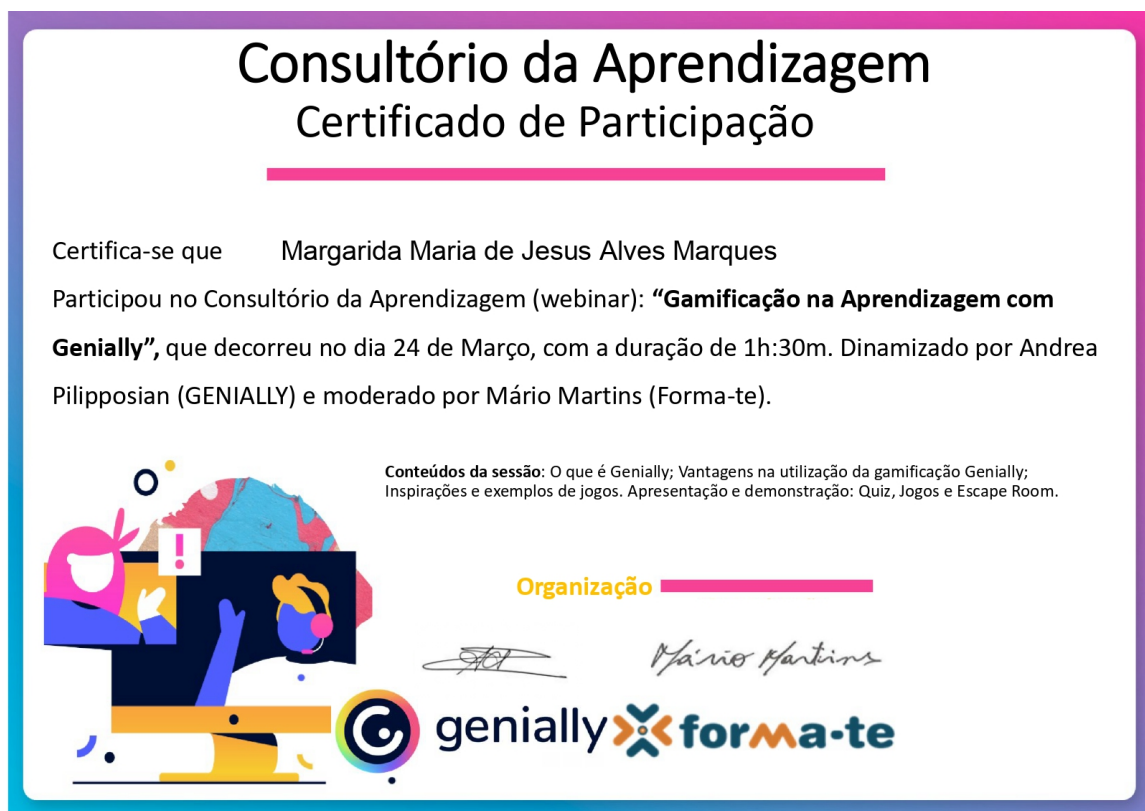 Consultório da Aprendizagem
Certificado de Participação
Certifica-se que Margarida Maria de Jesus Alves Marques
Participou no Consultório da Aprendizagem (webinar): “Gamificação na Aprendizagem com
Genially”, que decorreu no dia 24 de Março, com a duração de 1h:30m. Dinamizado por Andrea
Pilipposian (GENIALLY) e moderado por Mário Martins (Forma-te).
Conteúdos da sessão: O que é Genially; Vantagens na utilização da gamificação Genially;
Inspirações e exemplos de jogos. Apresentação e demonstração: Quiz, Jogos e Escape Room.
!
Organização
Mário Martins
genially forma-te